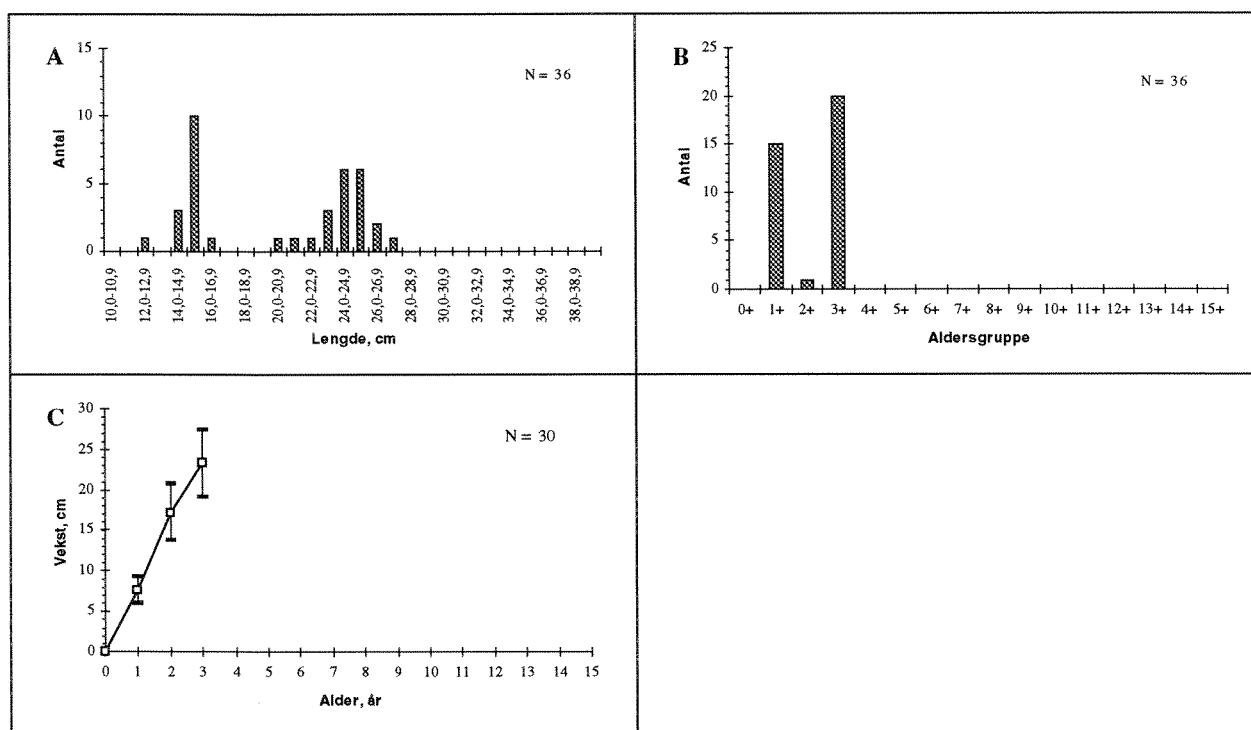 A
N = 36
Antal
15
10
5
0
10,0-10,9
12,0-12,9
14,0-14,9
16,0-16,9
18,0-18,9
20,0-20,9
22,0-22,9
24,0-24,9
26,0-26,9
28,0-28,9
30,0-30,9
32,0-32,9
34,0-34,9
36,0-36,9
38,0-38,9
Lengde, cm
B
N = 36
Antal
25
20
15
10
5
0
0+ 1+ 2+ 3+ 4+ 5+ 6+ 7+ 8+ 9+ 10+ 11+ 12+ 13+ 14+ 15+
Aldersgruppe
C
N = 30
Vekst, cm
30
25
20
15
10
5
0
0 1 2 3 4 5 6 7 8 9 10 11 12 13 14 15
Alder, år